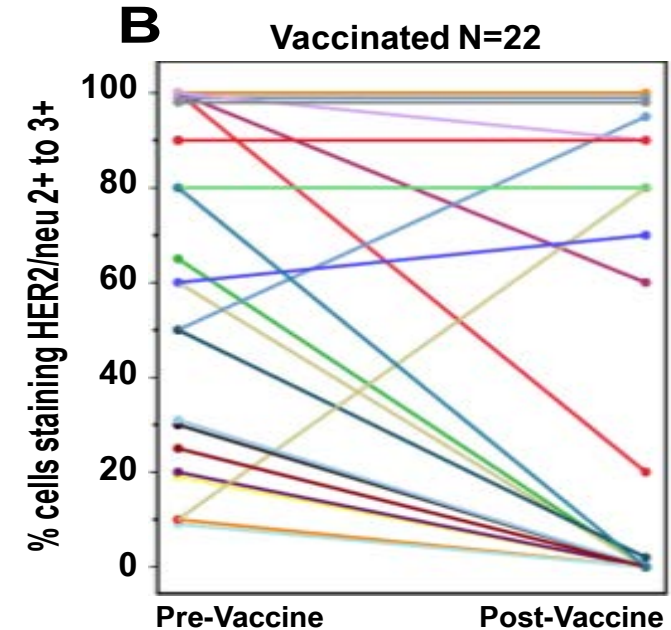 B
Vaccinated N=22
% cells staining HER2/neu 2+ to 3+
100
80
60
40
20
0
Pre-Vaccine
Post-Vaccine